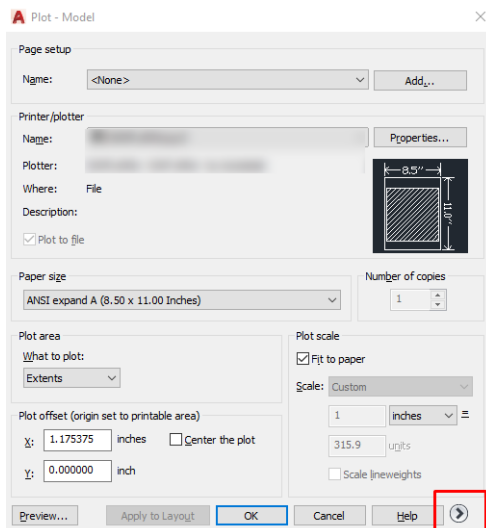 A Plot - Model
Page setup
Name: <None> Add...
Printer/plotter
Name: Properties...
Plotter:
Where: File
Description:
Plot to file
8.5''
11.0''
Paper size
ANSI expand A (8.50 x 11.00 Inches)
Number of copies
1
Plot area
What to plot:
Extents
Plot scale
Fit to paper
Scale: Custom
1 inches =
315.9 units
Scale lineweights
Plot offset (origin set to printable area)
X: 1.175375 inches Center the plot
Y: 0.000000 inch
Preview... Apply to Layout OK Cancel Help